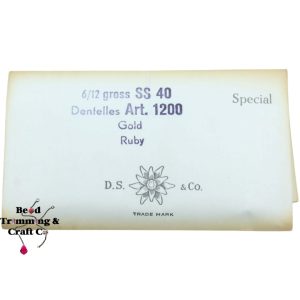 6/12 gross SS 40
Dentelles Art. 1200
Gold
Ruby
Special
D.S. & Co.
TRADE MARK
Bead
Trimming &
Craft Co